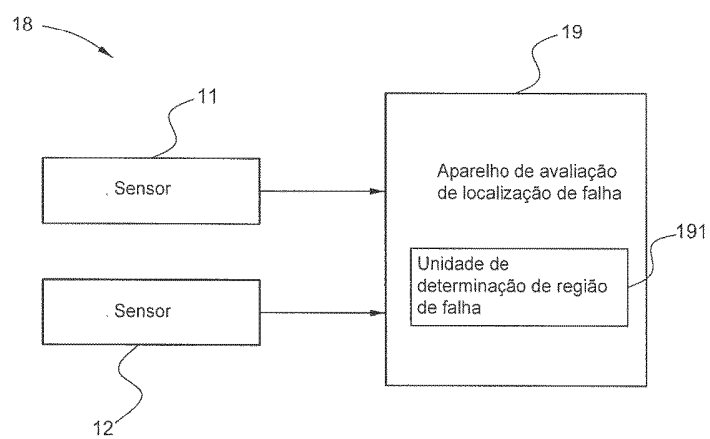 18
19
11
Sensor
Aparelho de avaliação
de localização de falha
191
Unidade de
determinação de região
de falha
Sensor
12